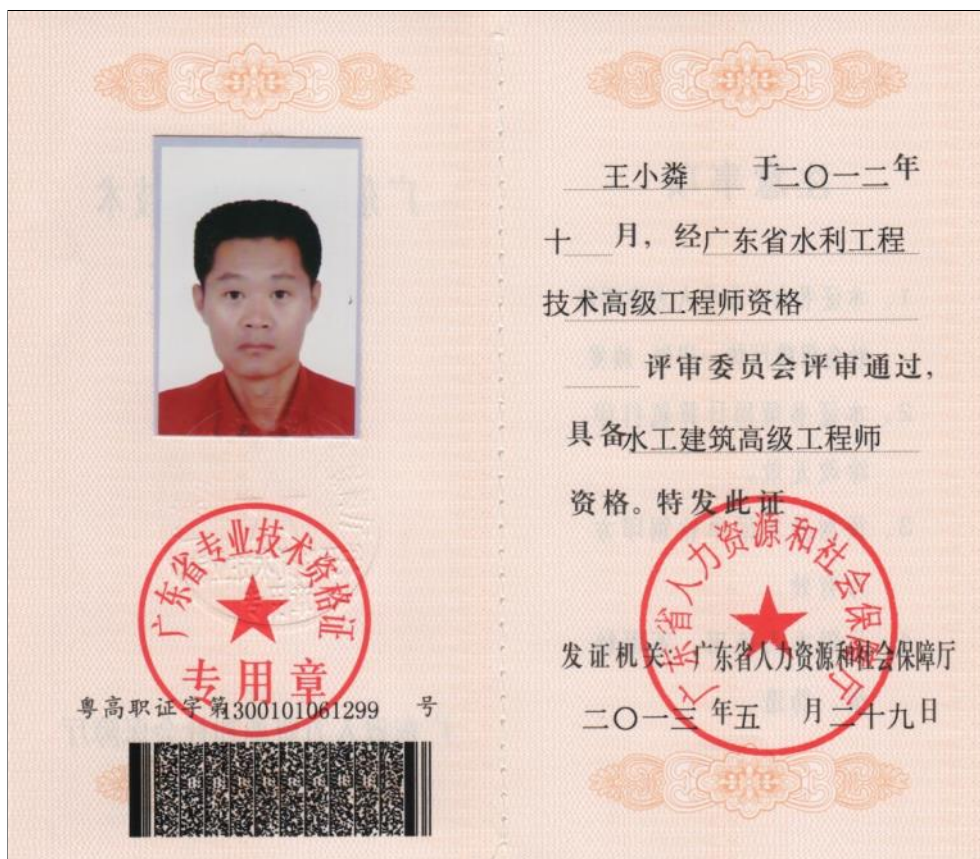 广东省专业技术资格证
专用章
粤高职证字第1300101061299 号
王小粦 于二〇一二年
十 月，经广东省水利工程
技术高级工程师资格
评审委员会评审通过，
具备水工建筑高级工程师
资格。特发此证
广东省人力资源和社会保障厅
发证机关：广东省人力资源和社会保障厅
二〇一三年五 月二十九日